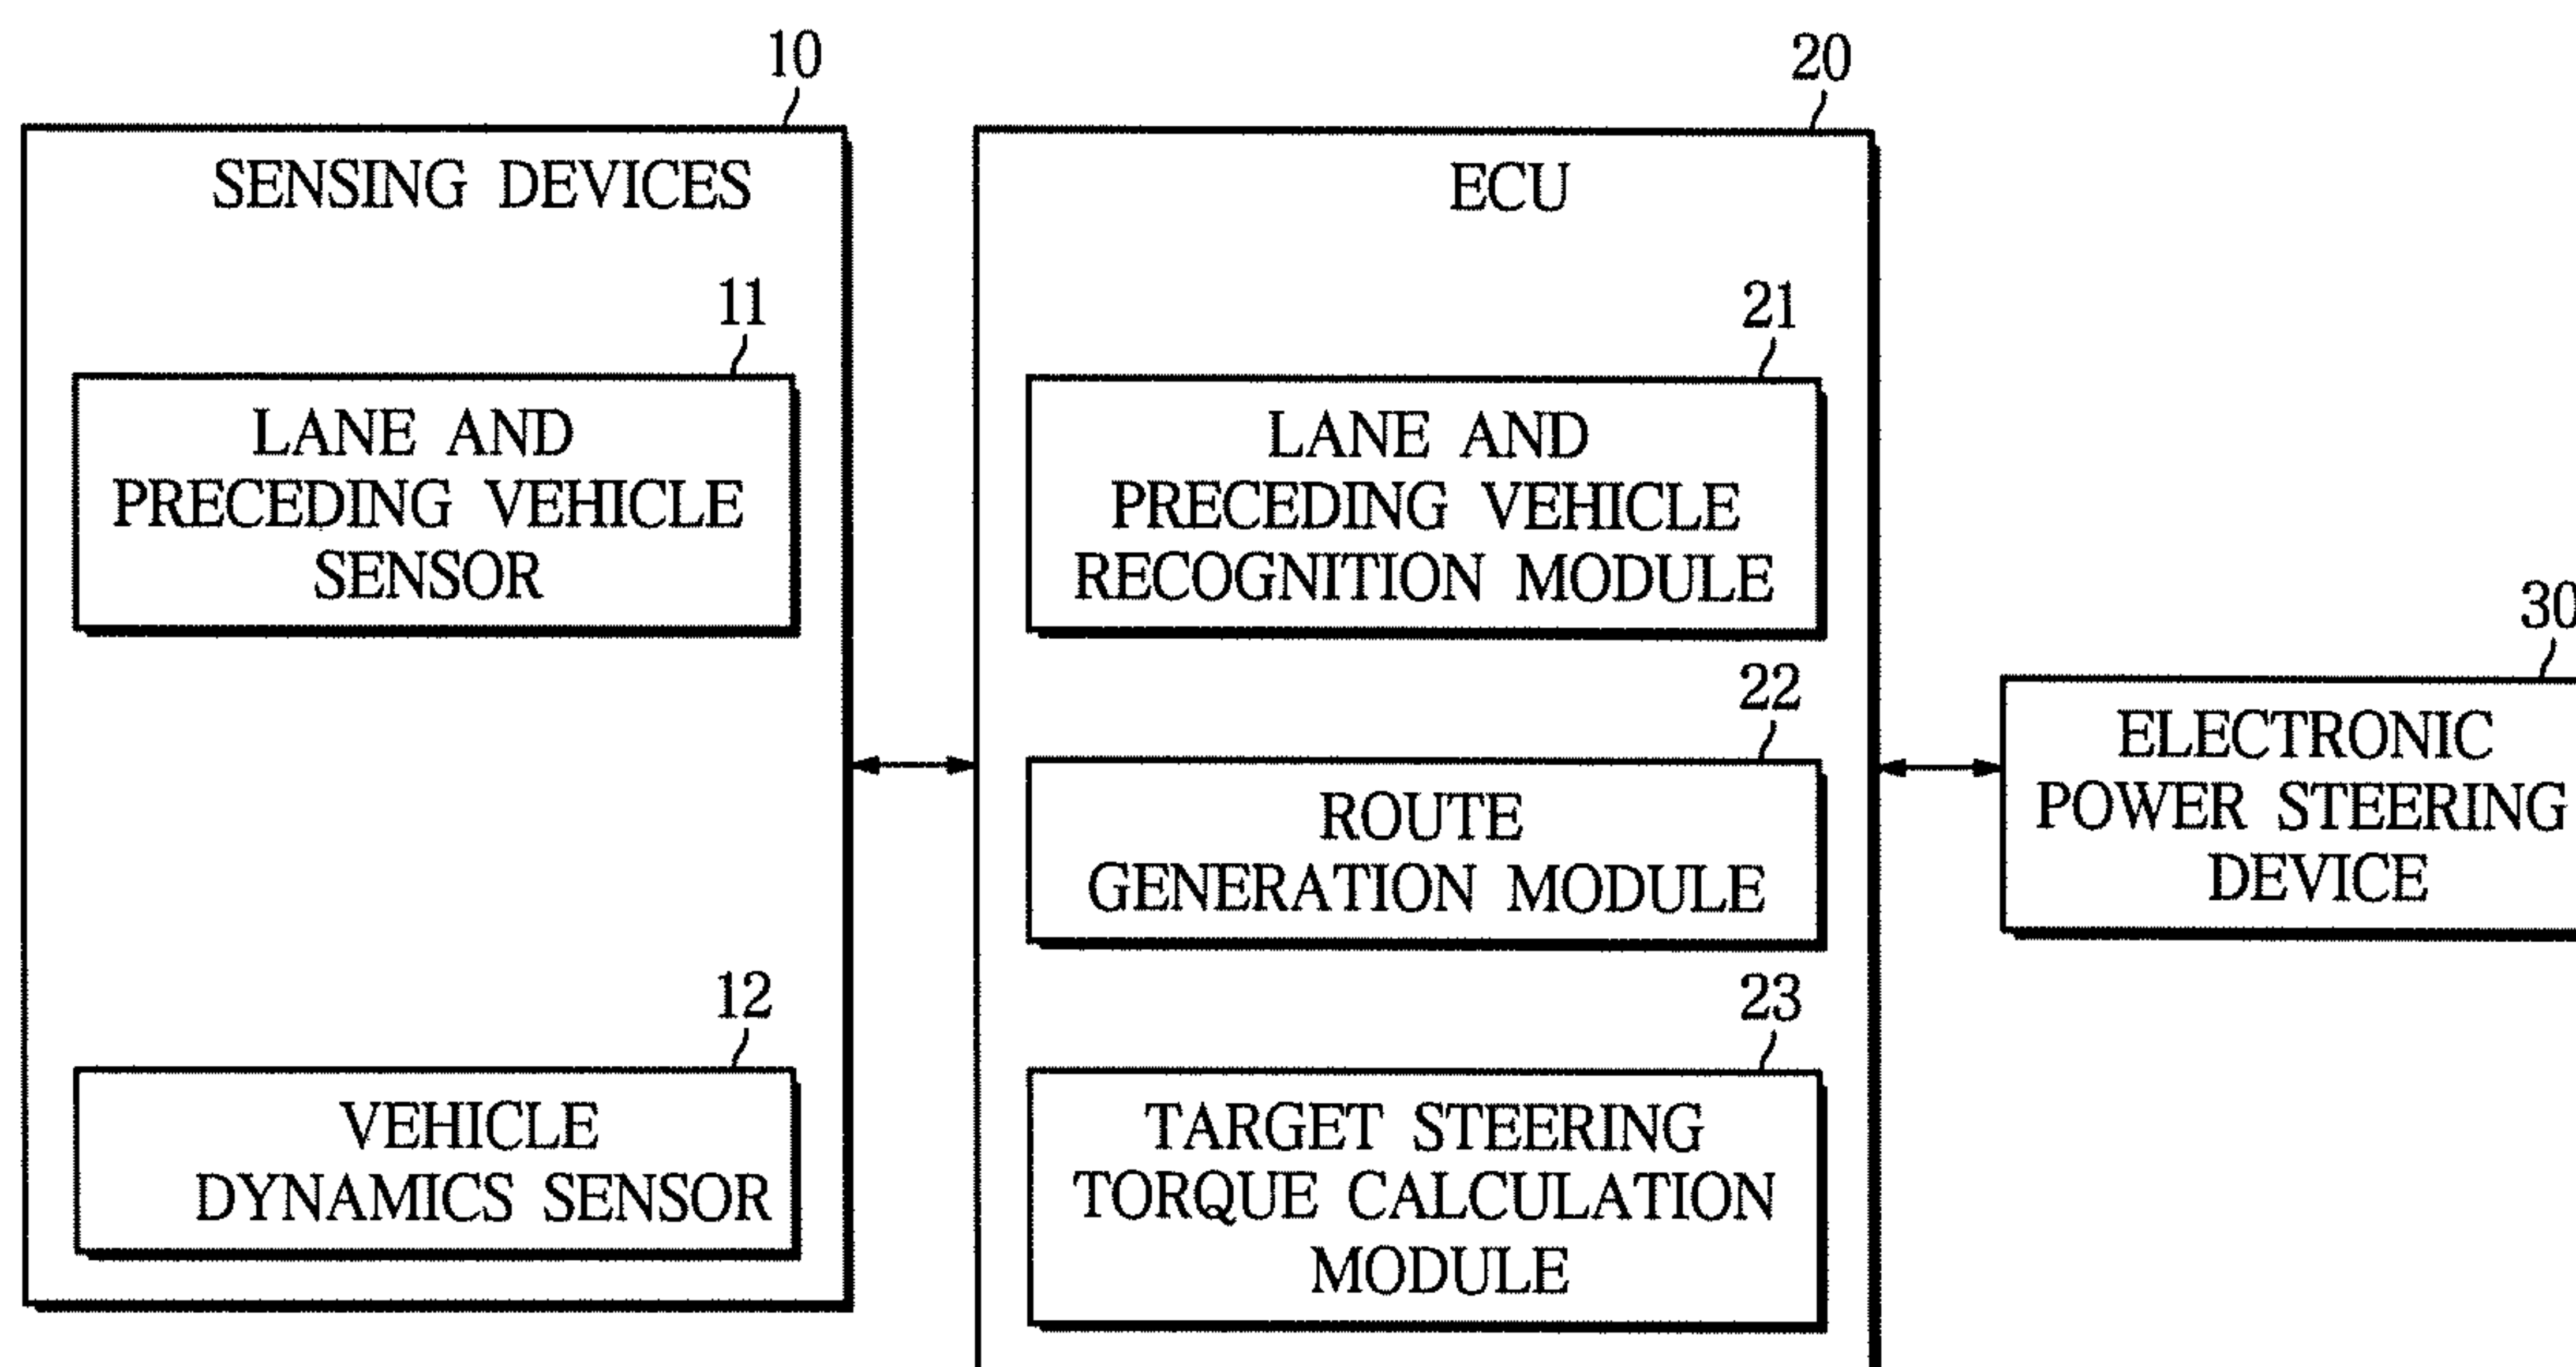 10
SENSING DEVICES
11
LANE AND
PRECEDING VEHICLE
SENSOR
12
VEHICLE
DYNAMICS SENSOR
20
ECU
21
LANE AND
PRECEDING VEHICLE
RECOGNITION MODULE
22
ROUTE
GENERATION MODULE
23
TARGET STEERING
TORQUE CALCULATION
MODULE
30
ELECTRONIC
POWER STEERING
DEVICE